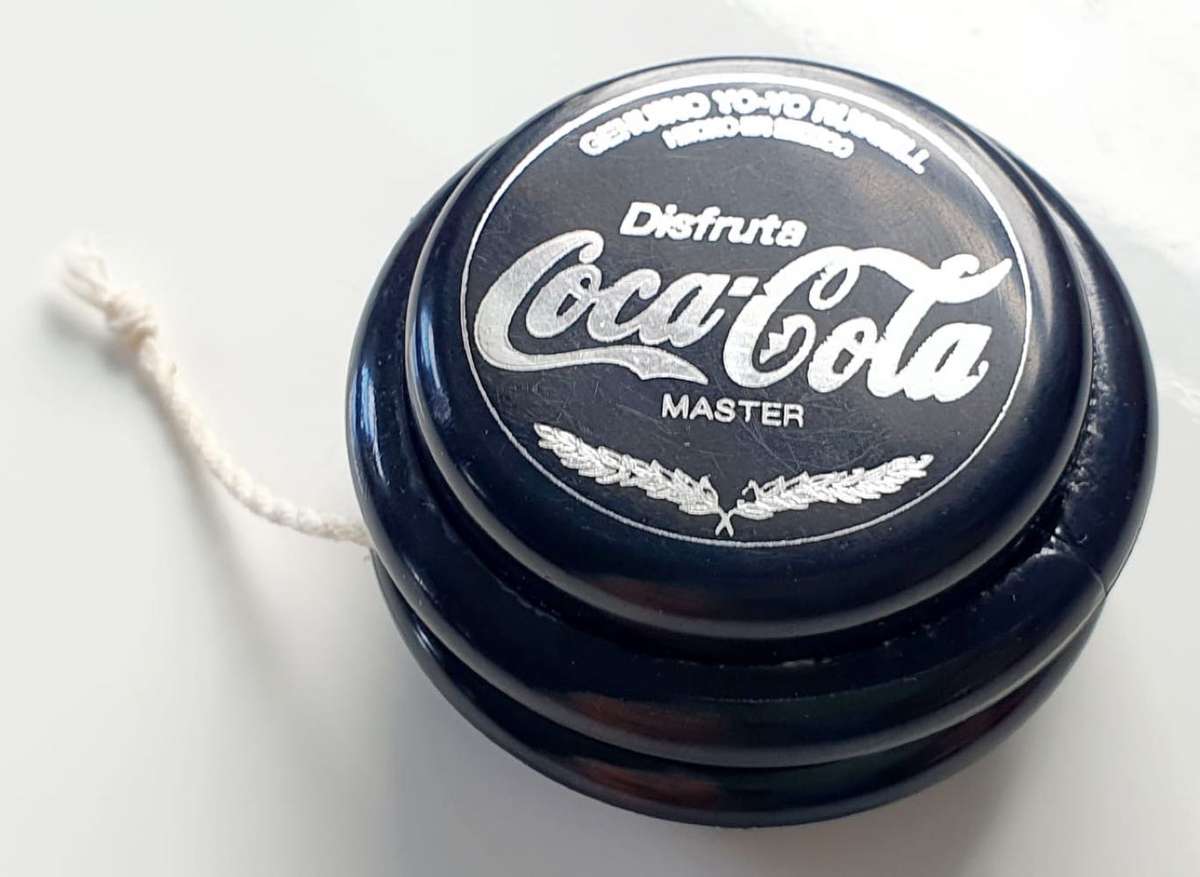 GENUINO YO-YO RUSSELL
HECHO EN MEXICO
Disfruta
Coca-Cola
MASTER